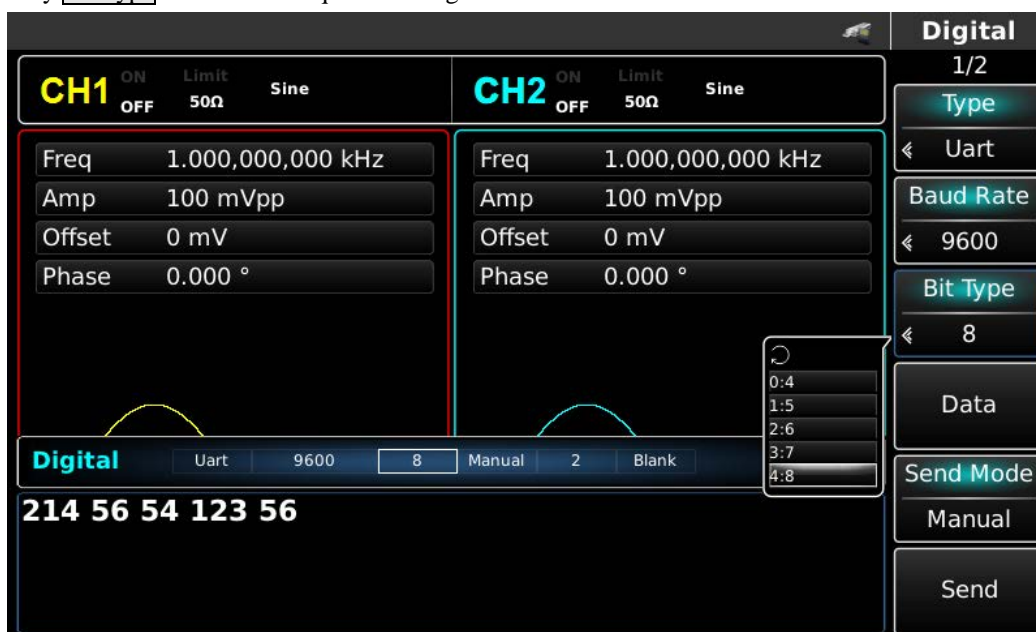 Digital
1/2
CH1 ON OFF Limit 50Ω Sine
CH2 ON OFF Limit 50Ω Sine
Type
Uart
Freq 1.000,000,000 kHz
Amp 100 mVpp
Offset 0 mV
Phase 0.000 °
Freq 1.000,000,000 kHz
Amp 100 mVpp
Offset 0 mV
Phase 0.000 °
Baud Rate
9600
Bit Type
8
0:4
1:5
2:6
3:7
4:8
Data
Digital Uart 9600 8 Manual 2 Blank
214 56 54 123 56
Send Mode
Manual
Send